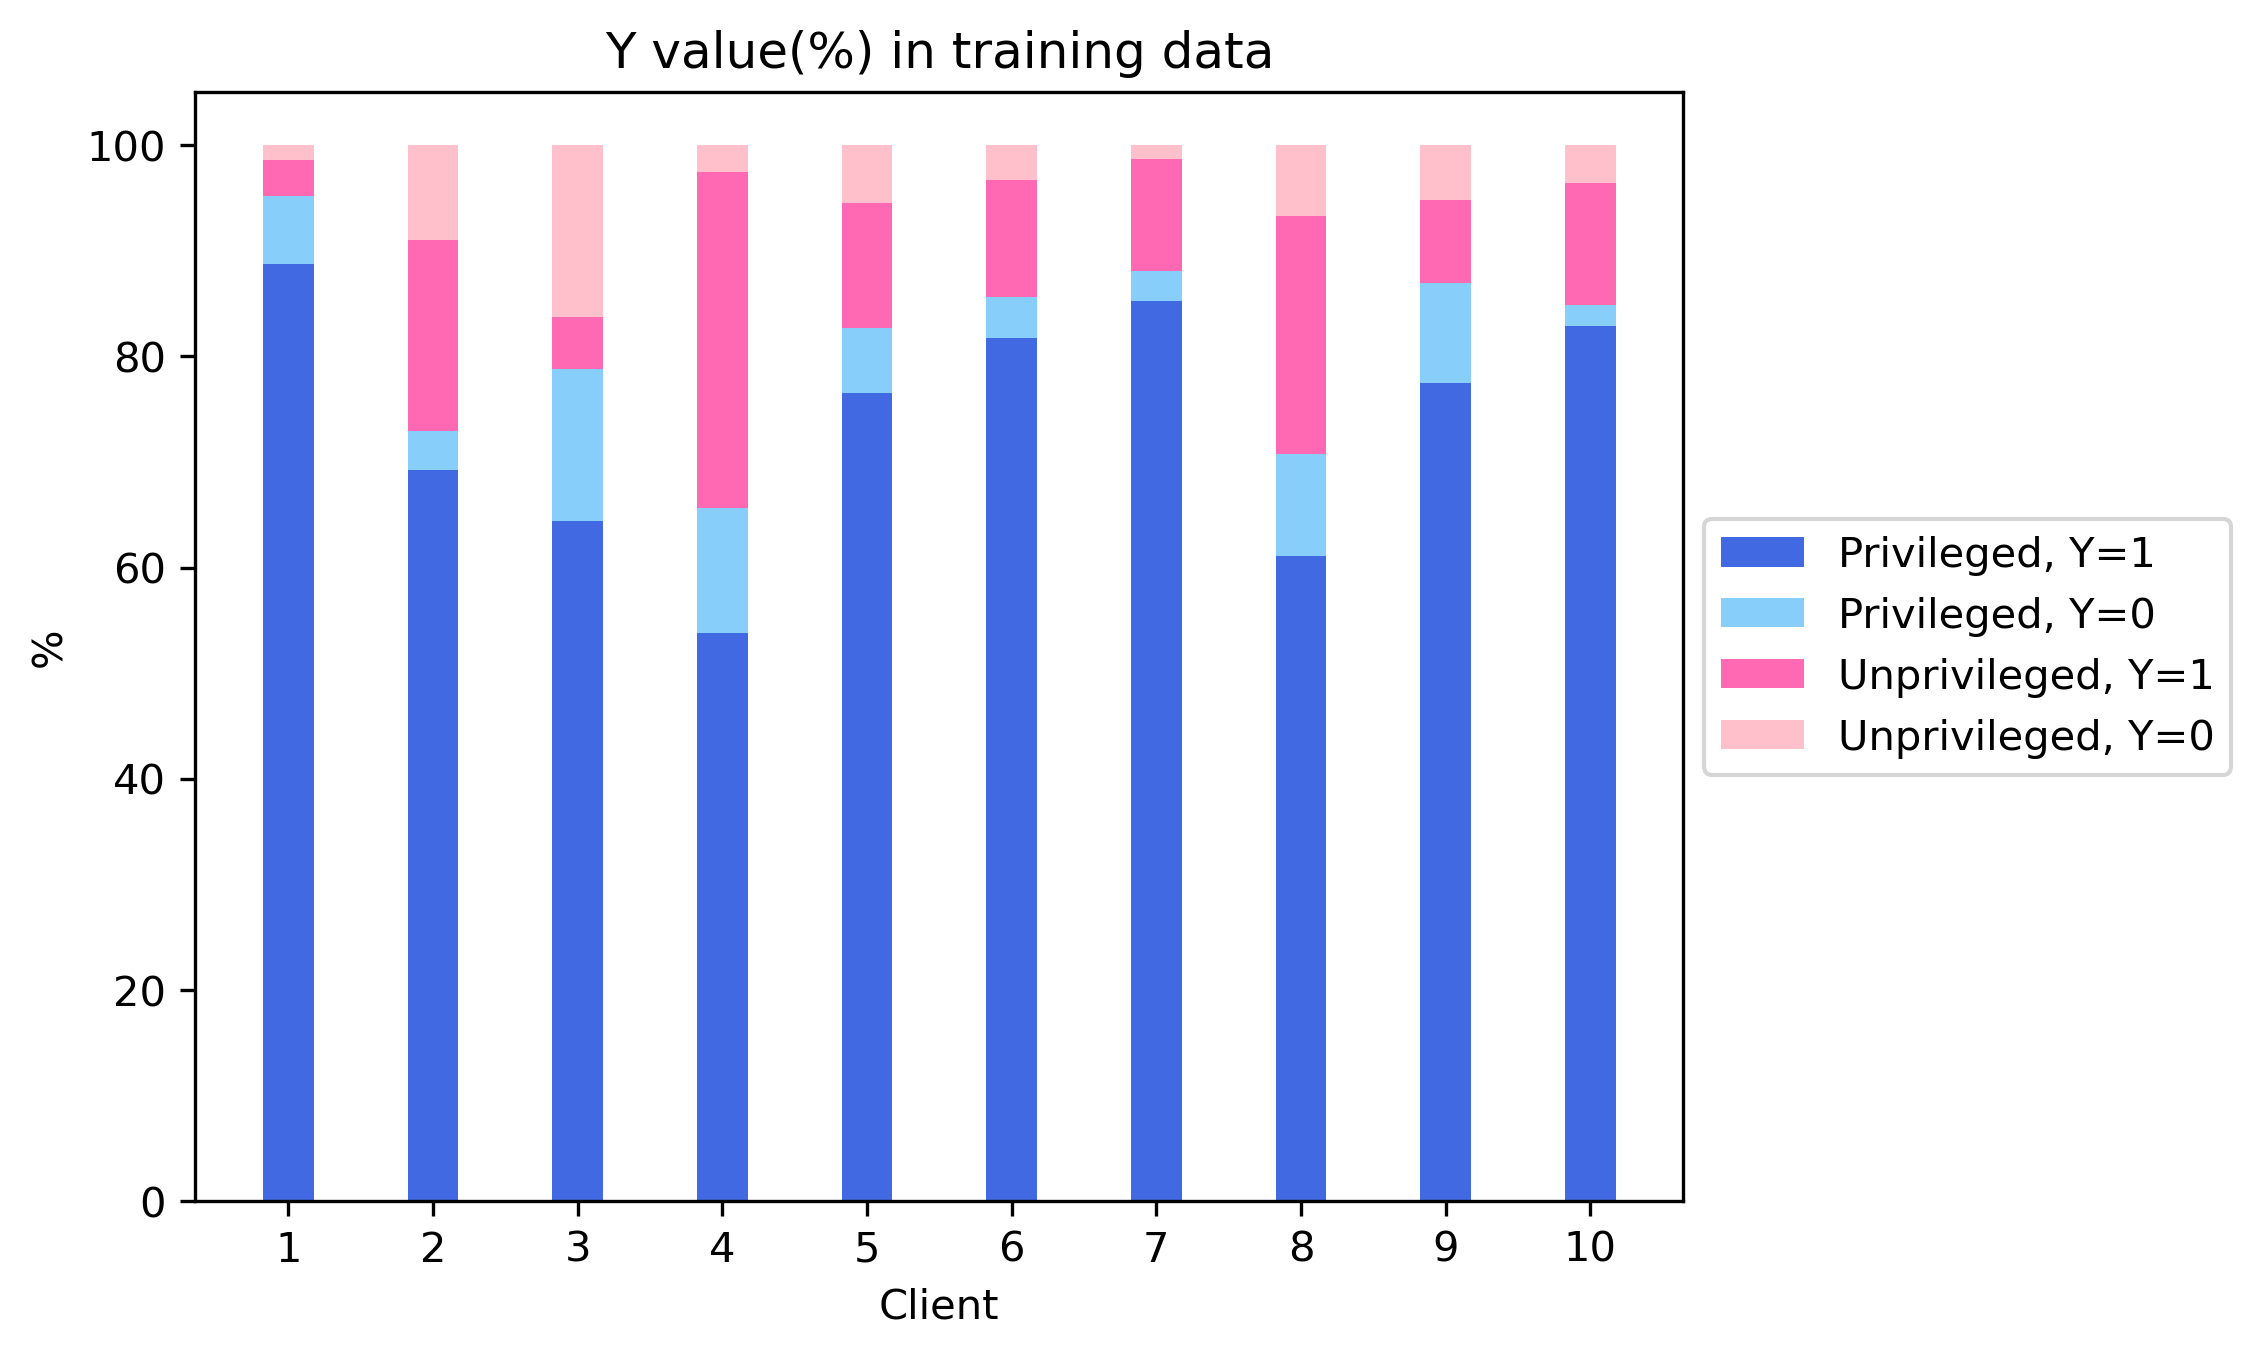 Y value(%) in training data
100
80
60
40
20
0
%
1 2 3 4 5 6 7 8 9 10
Client
Privileged, Y=1
Privileged, Y=0
Unprivileged, Y=1
Unprivileged, Y=0